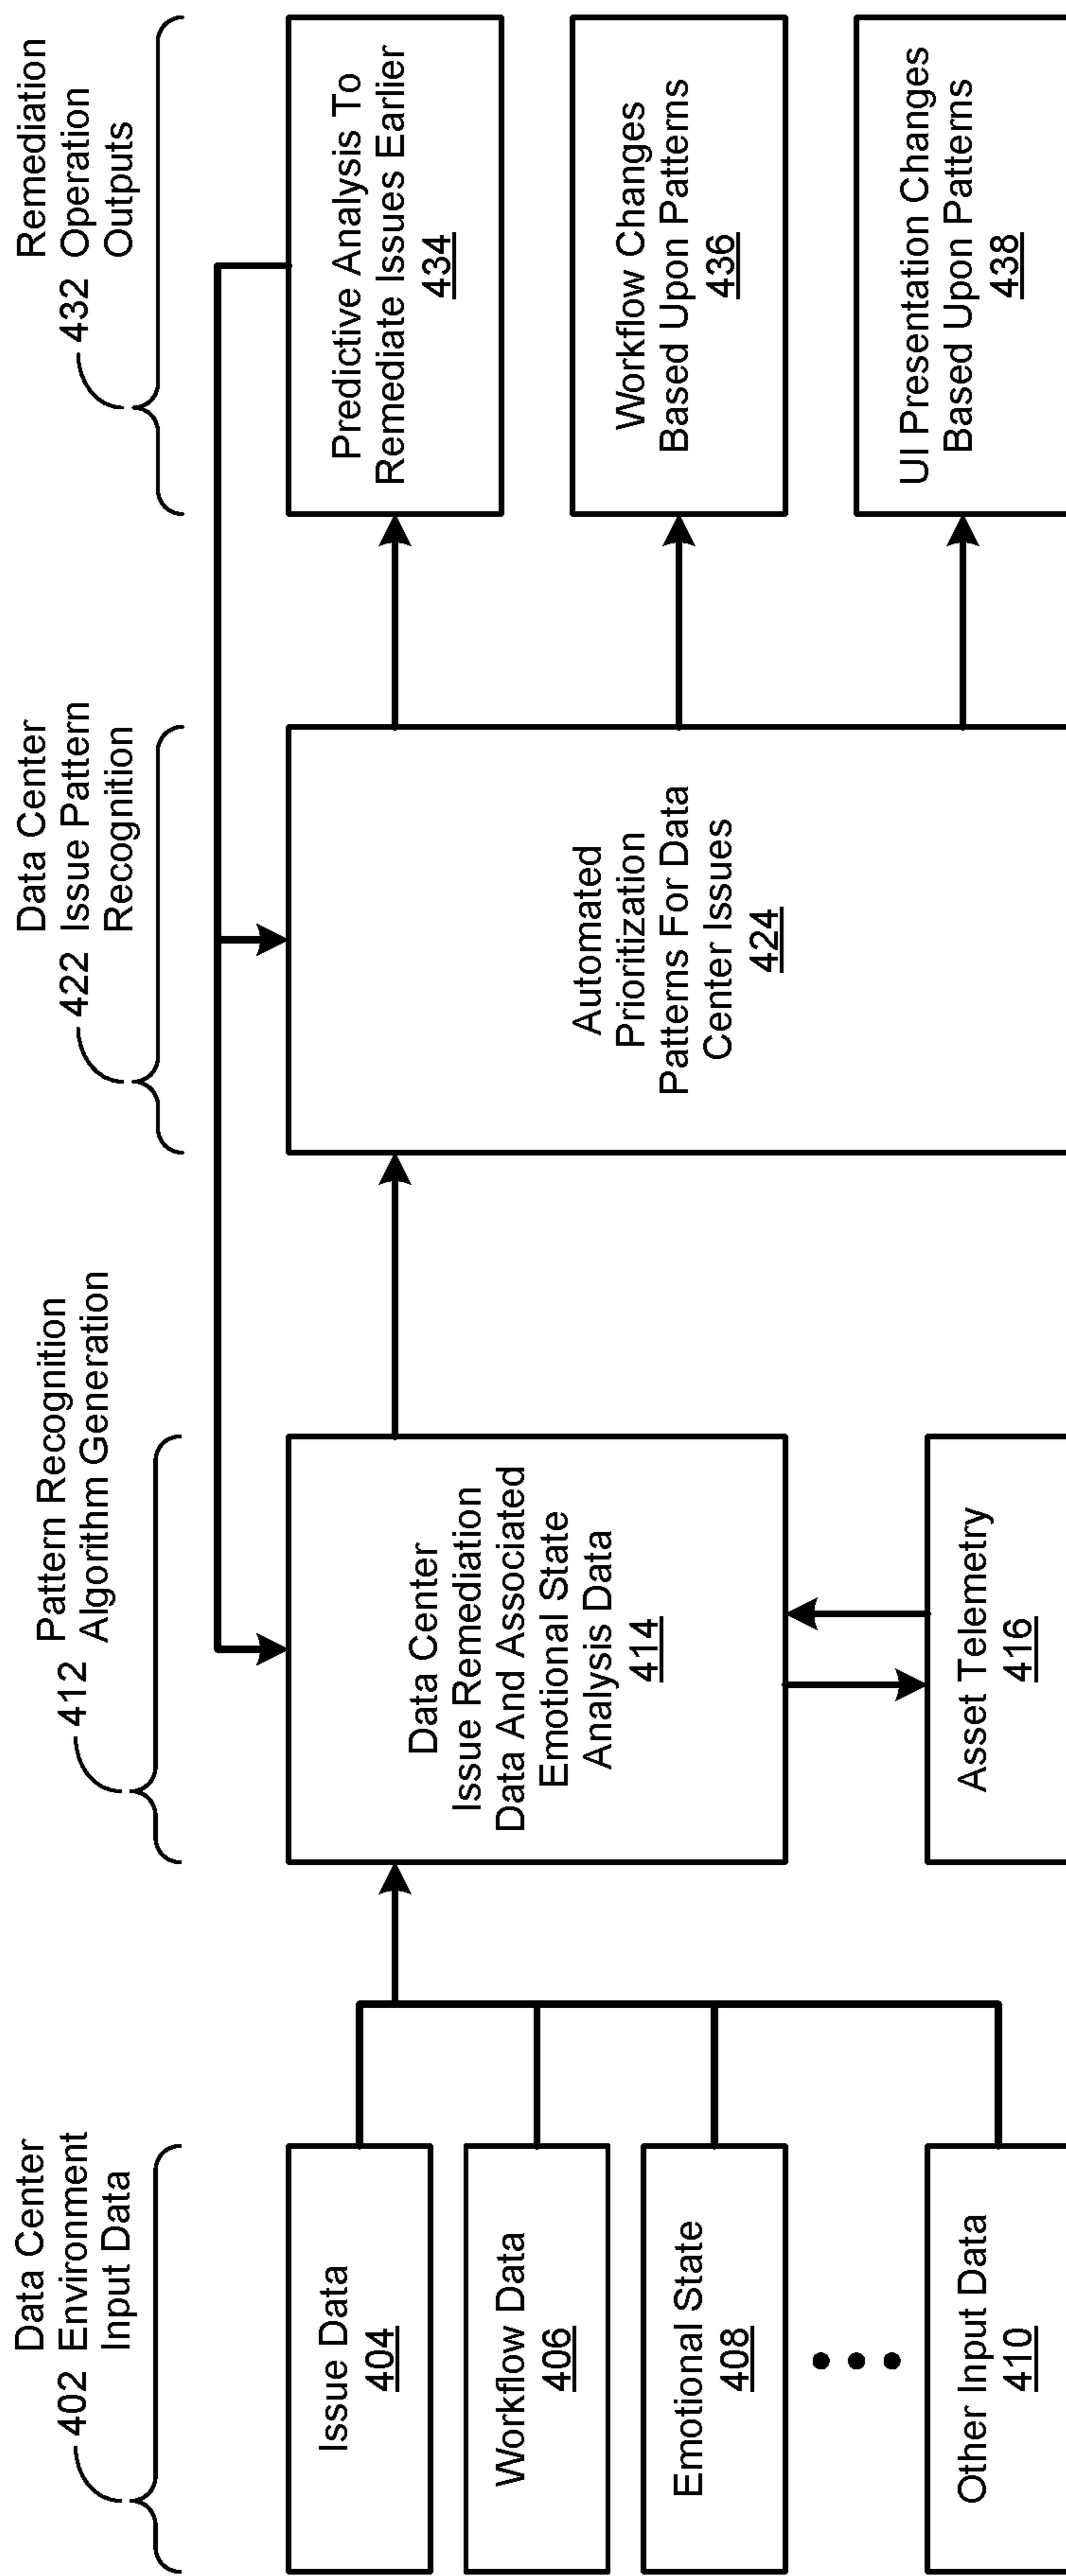 Data Center
402 Environment
Input Data
Issue Data
404
Workflow Data
406
Emotional State
408
Other Input Data
410
Pattern Recognition
412 Algorithm Generation
Data Center
Issue Remediation
Data And Associated
Emotional State
Analysis Data
414
Asset Telemetry
416
Data Center
422 Issue Pattern
Recognition
Automated
Prioritization
Patterns For Data
Center Issues
424
Remediation
432 Operation
Outputs
Predictive Analysis To
Remediate Issues Earlier
434
Workflow Changes
Based Upon Patterns
436
UI Presentation Changes
Based Upon Patterns
438